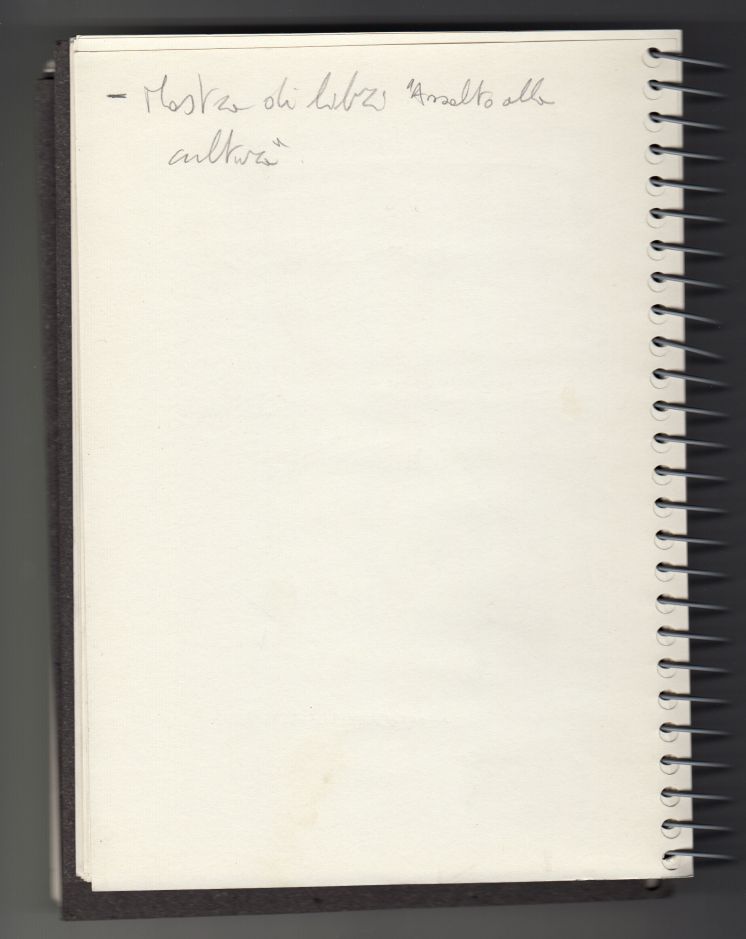 - Mostra di libri "Assalto alla
cultura".